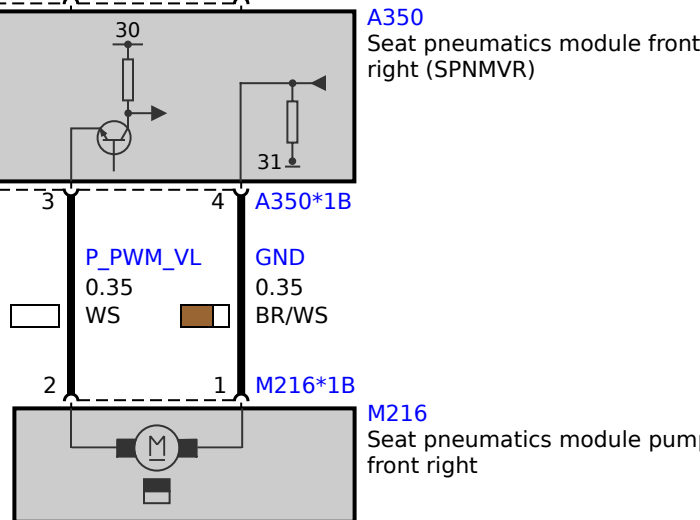 A350
Seat pneumatics module front
right (SPNMVR)
30
31
3
4
A350*1B
P_PWM_VL
0.35
WS
GND
0.35
BR/WS
2
1
M216*1B
M216
Seat pneumatics module pump
front right
M